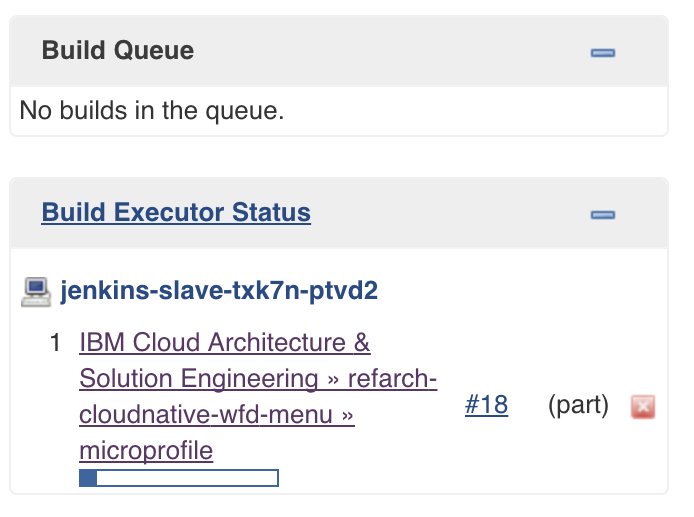 Build Queue
No builds in the queue.
Build Executor Status
jenkins-slave-txk7n-ptvd2
1 IBM Cloud Architecture &
Solution Engineering » refarch-
cloudnative-wfd-menu »
microprofile
#18 (part)